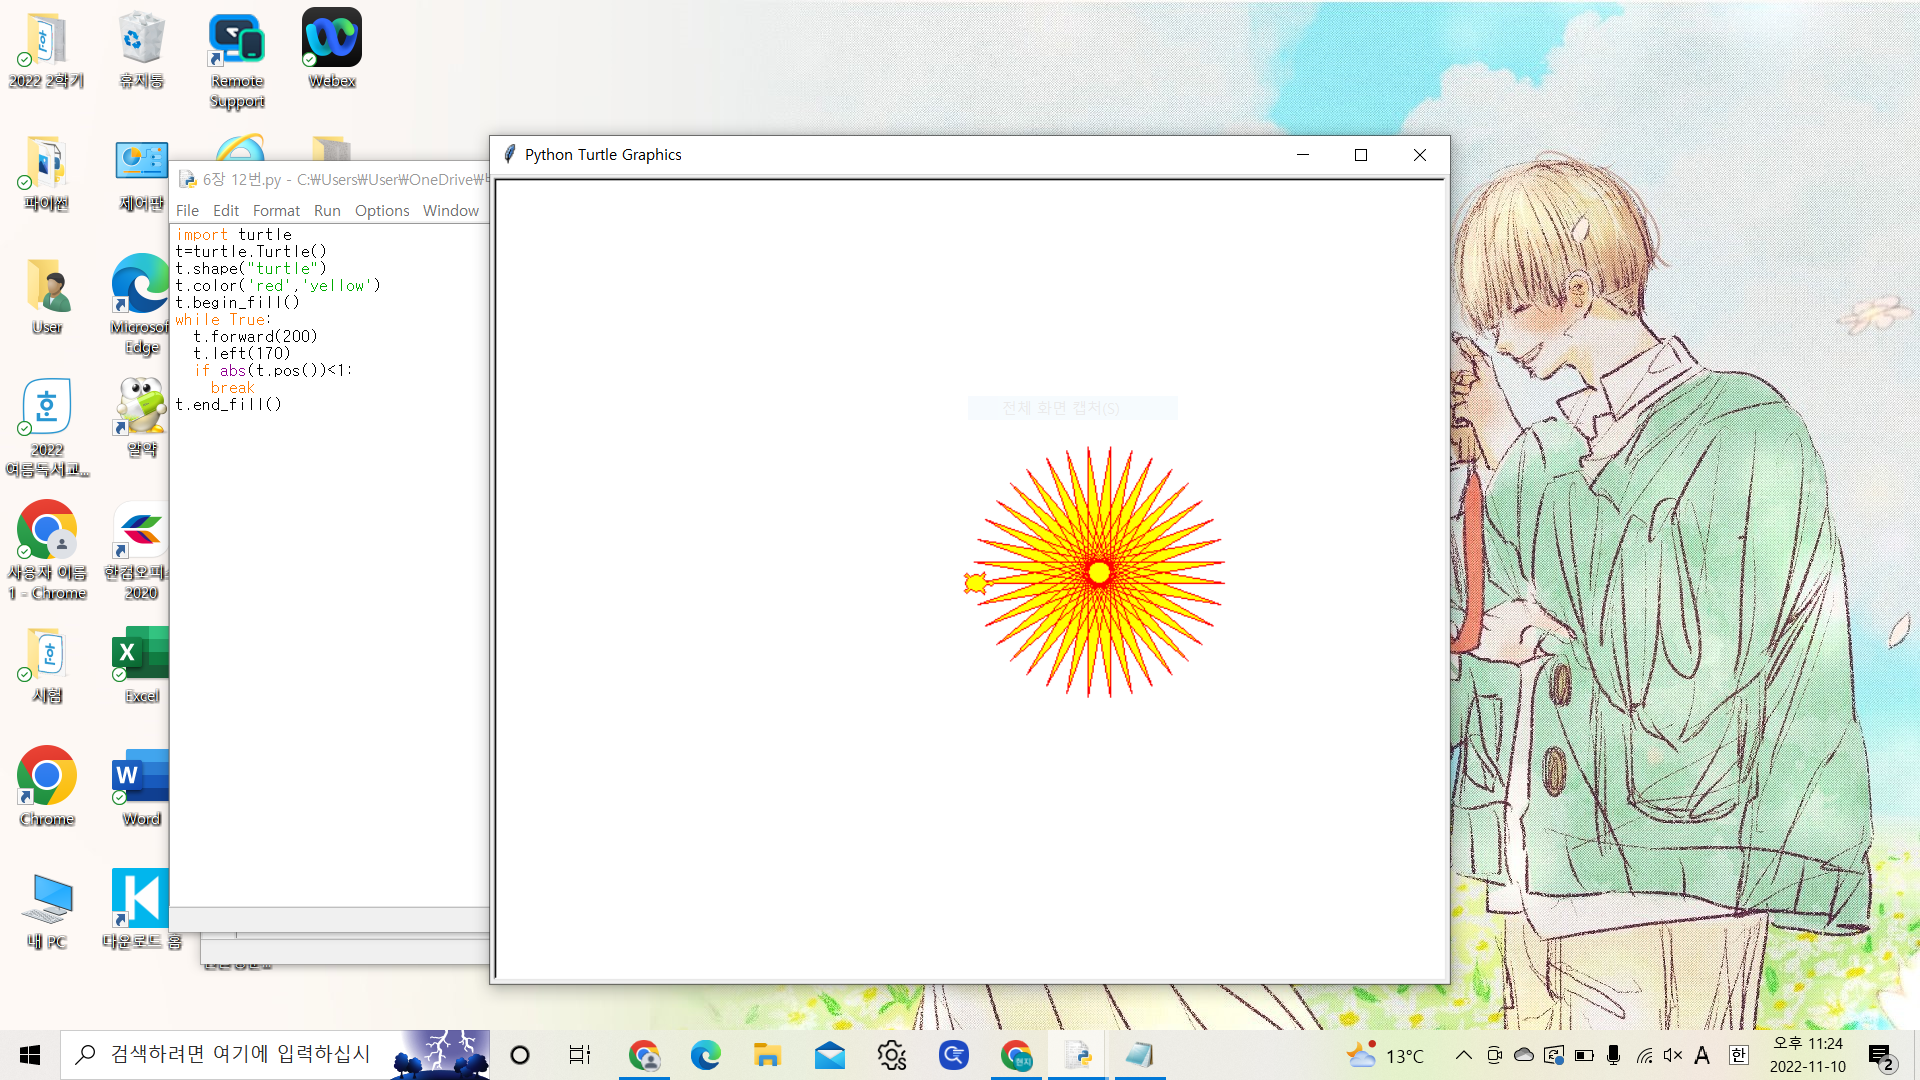 2022 2학기
휴지통
Remote
Support
Webex
파이썬
제어판
User
Microsof
Edge
2022
여름독서교...
알약
사용자 이름
1 - Chrome
한컴오피
2020
시험
Excel
Chrome
Word
내 PC
다운로드 홈
6장 12번.py - C:₩Users₩User₩OneDrive₩
File Edit Format Run Options Window
import turtle
t=turtle.Turtle()
t.shape("turtle")
t.color('red','yellow')
t.begin_fill()
while True:
  t.forward(200)
  t.left(170)
  if abs(t.pos())<1:
    break
t.end_fill()
Python Turtle Graphics
전체 화면 캡처(S)
검색하려면 여기에 입력하십시
현지
13°C
A
한
오후 11:24
2022-11-10
2